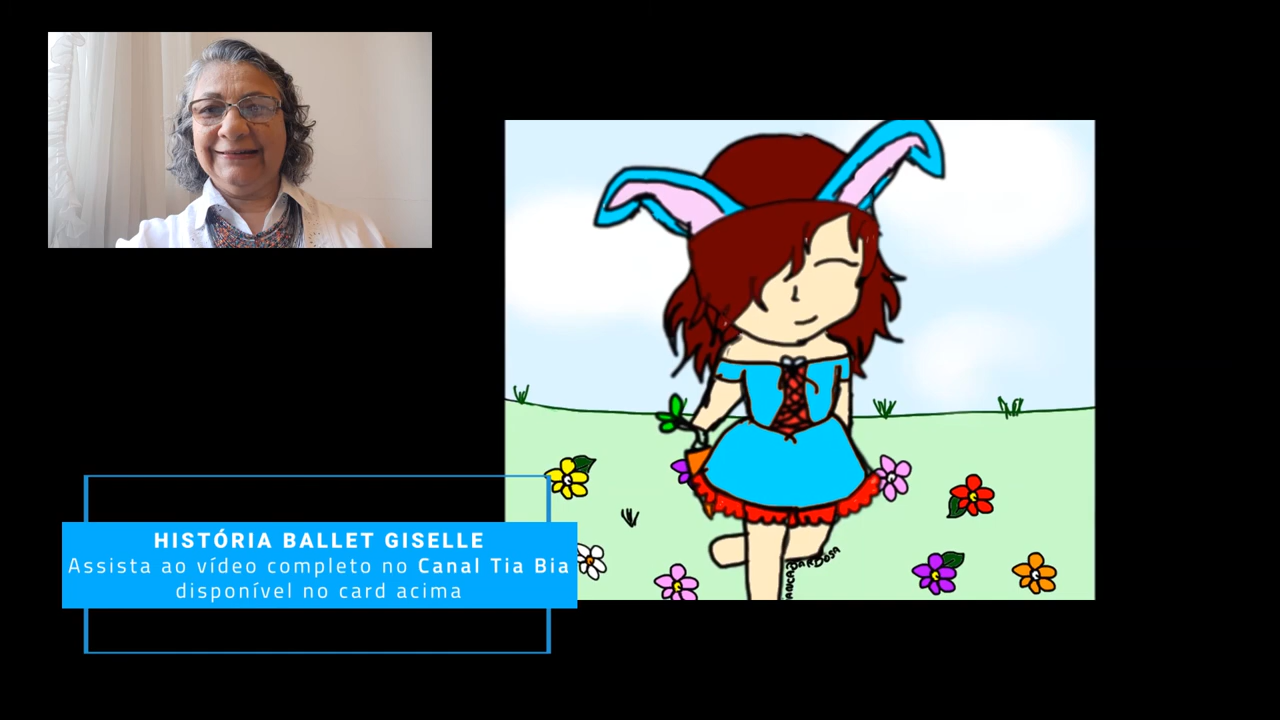 HISTÓRIA BALLET GISELLE
Assista ao vídeo completo no Canal Tia Bia
disponível no card acima